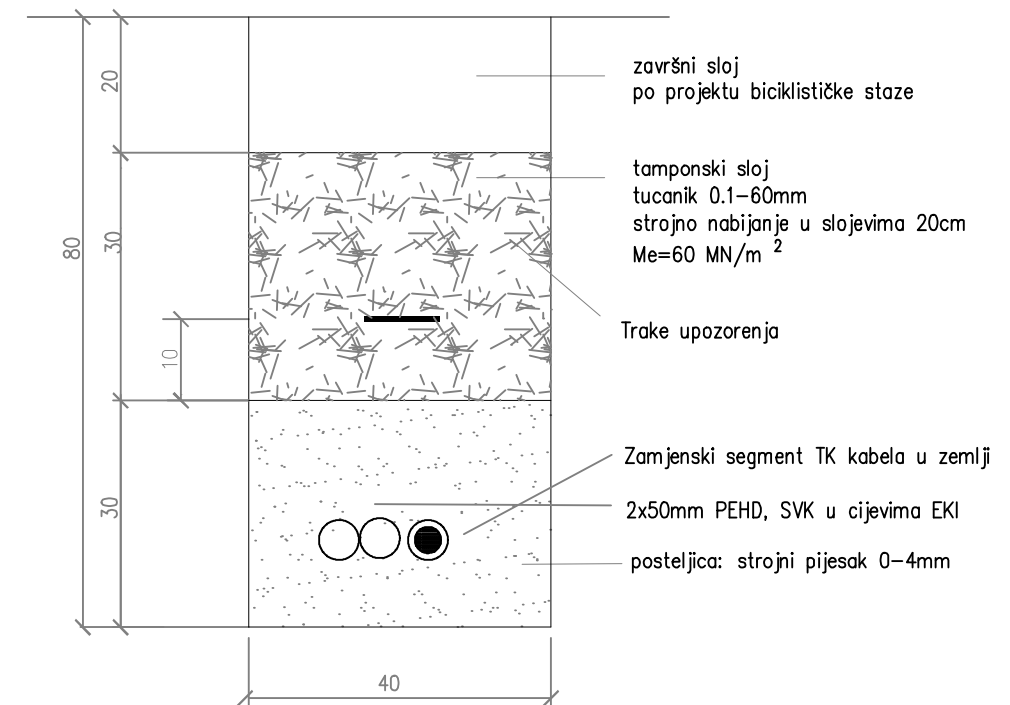 20
završni sloj
po projektu biciklističke staze
80
30
tamponski sloj
tucanik 0.1-60mm
strojno nabijanje u slojevima 20cm
Me=60 MN/m 2
Trake upozorenja
10
30
Zamjenski segment TK kabela u zemlji
2x50mm PEHD, SVK u cijevima EKI
posteljica: strojni pijesak 0-4mm
40